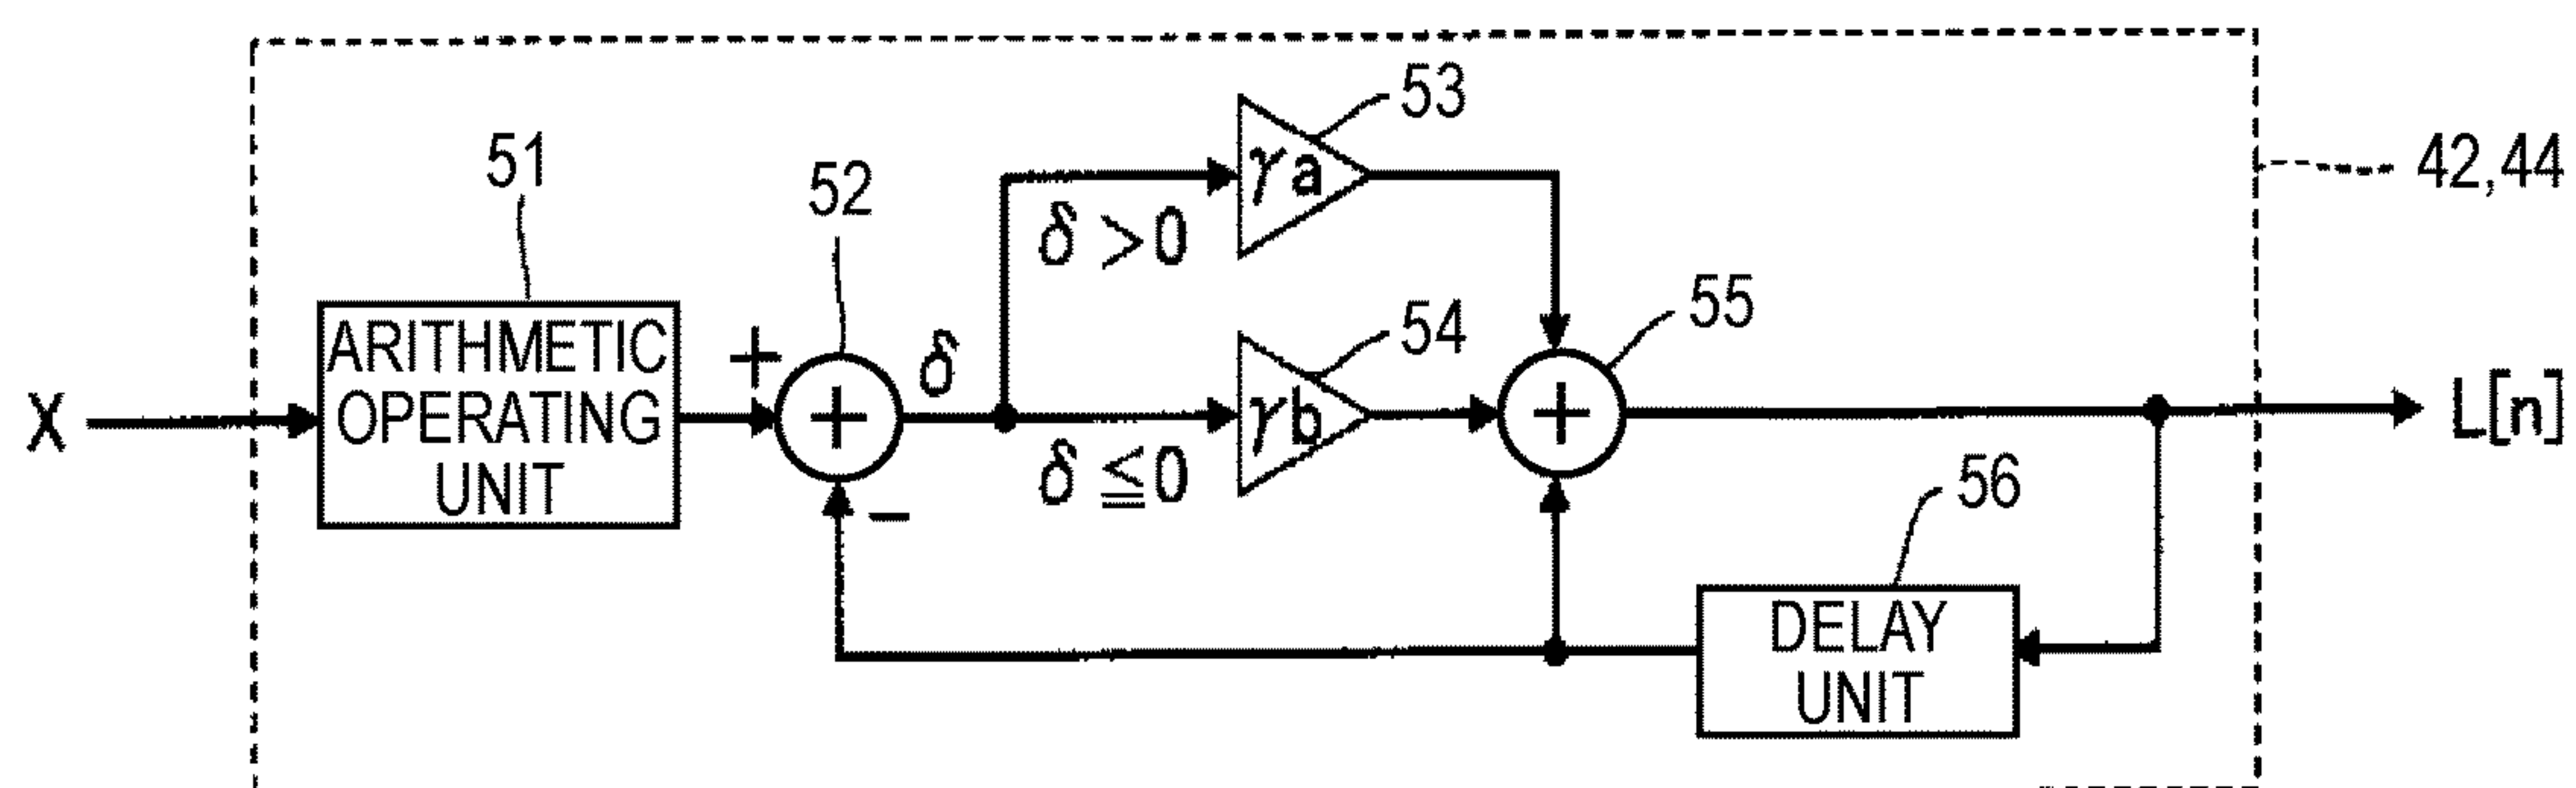 53
51
52
γa
42,44
δ >0
55
ARITHMETIC
OPERATING
UNIT
+
δ
54
X
+
γb
+
L[n]
δ ≦0
−
56
DELAY
UNIT